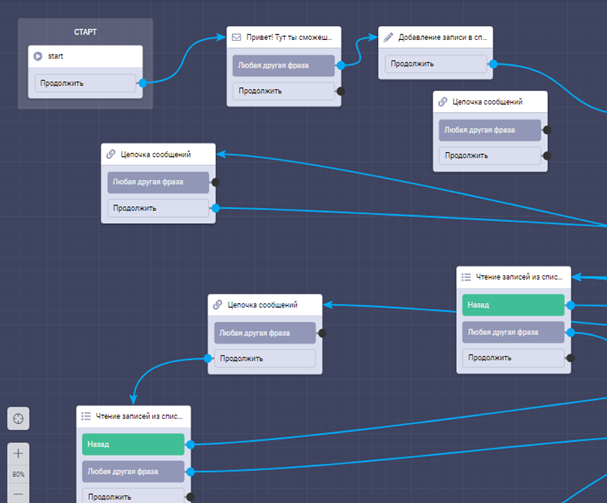 СТАРТ
start
Продолжить
Привет! Тут ты сможеш...
Любая другая фраза
Продолжить
Добавление записи в сп...
Продолжить
Цепочка сообщений
Любая другая фраза
Продолжить
Цепочка сообщений
Любая другая фраза
Продолжить
Чтение записей из спис...
Назад
Любая другая фраза
Продолжить
Цепочка сообщений
Любая другая фраза
Продолжить
Чтение записей из спис...
Назад
Любая другая фраза
Продолжить
80%